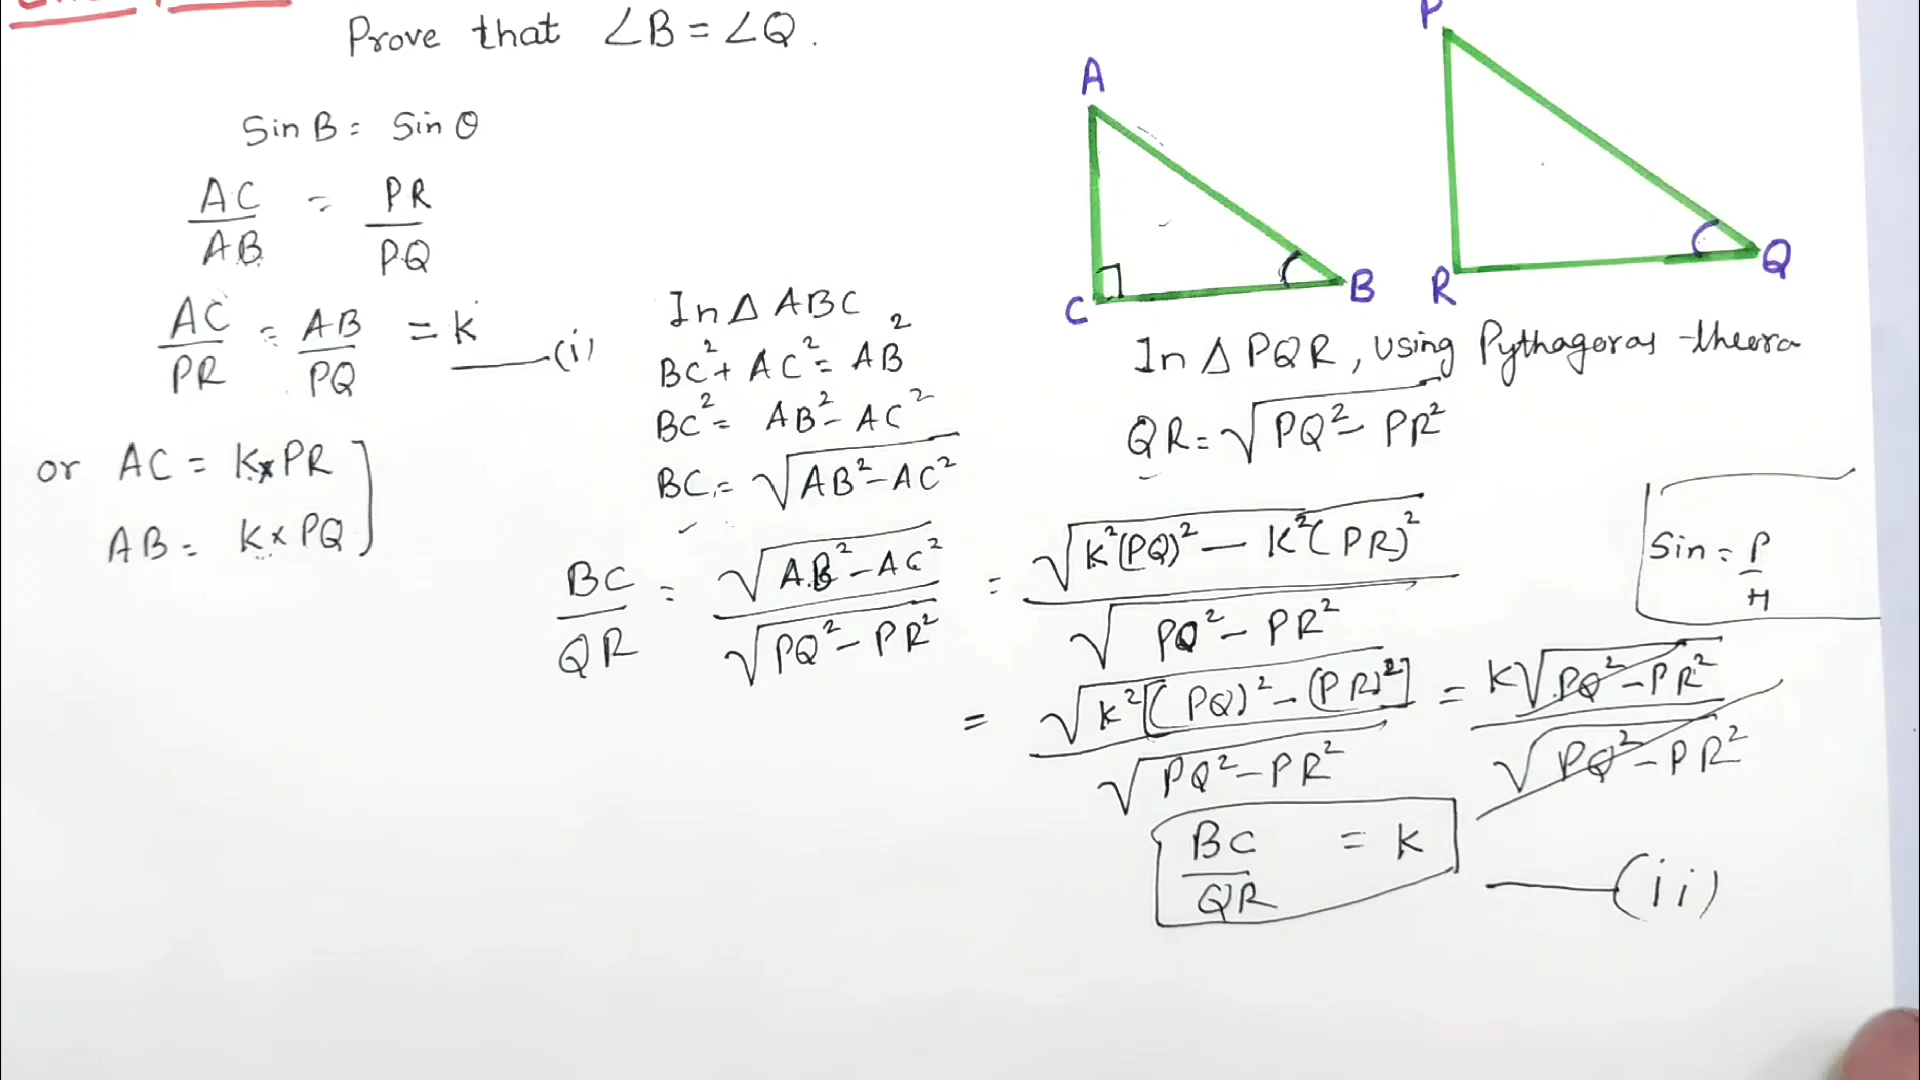 Prove that ∠B = ∠Q.
Sin B = Sin θ
AC/AB = PR/PQ
AC/PR = AB/PQ = K ——(i)
or AC = K×PR
AB = K×PQ
In Δ ABC
BC² + AC² = AB²
BC² = AB² - AC²
BC = √AB²-AC²
A
C
B
P
R
Q
In Δ PQR, using Pythagoras theora
QR = √PQ² - PR²
BC/QR = √AB²-AC²/√PQ²-PR² = √K²(PQ)² - K²(PR)²/√PQ²-PR²
= √K²[(PQ)²-(PR)²]/√PQ²-PR² = K√PQ²-PR²/√PQ²-PR²
BC/QR = K ——(ii)
Sin = P/H